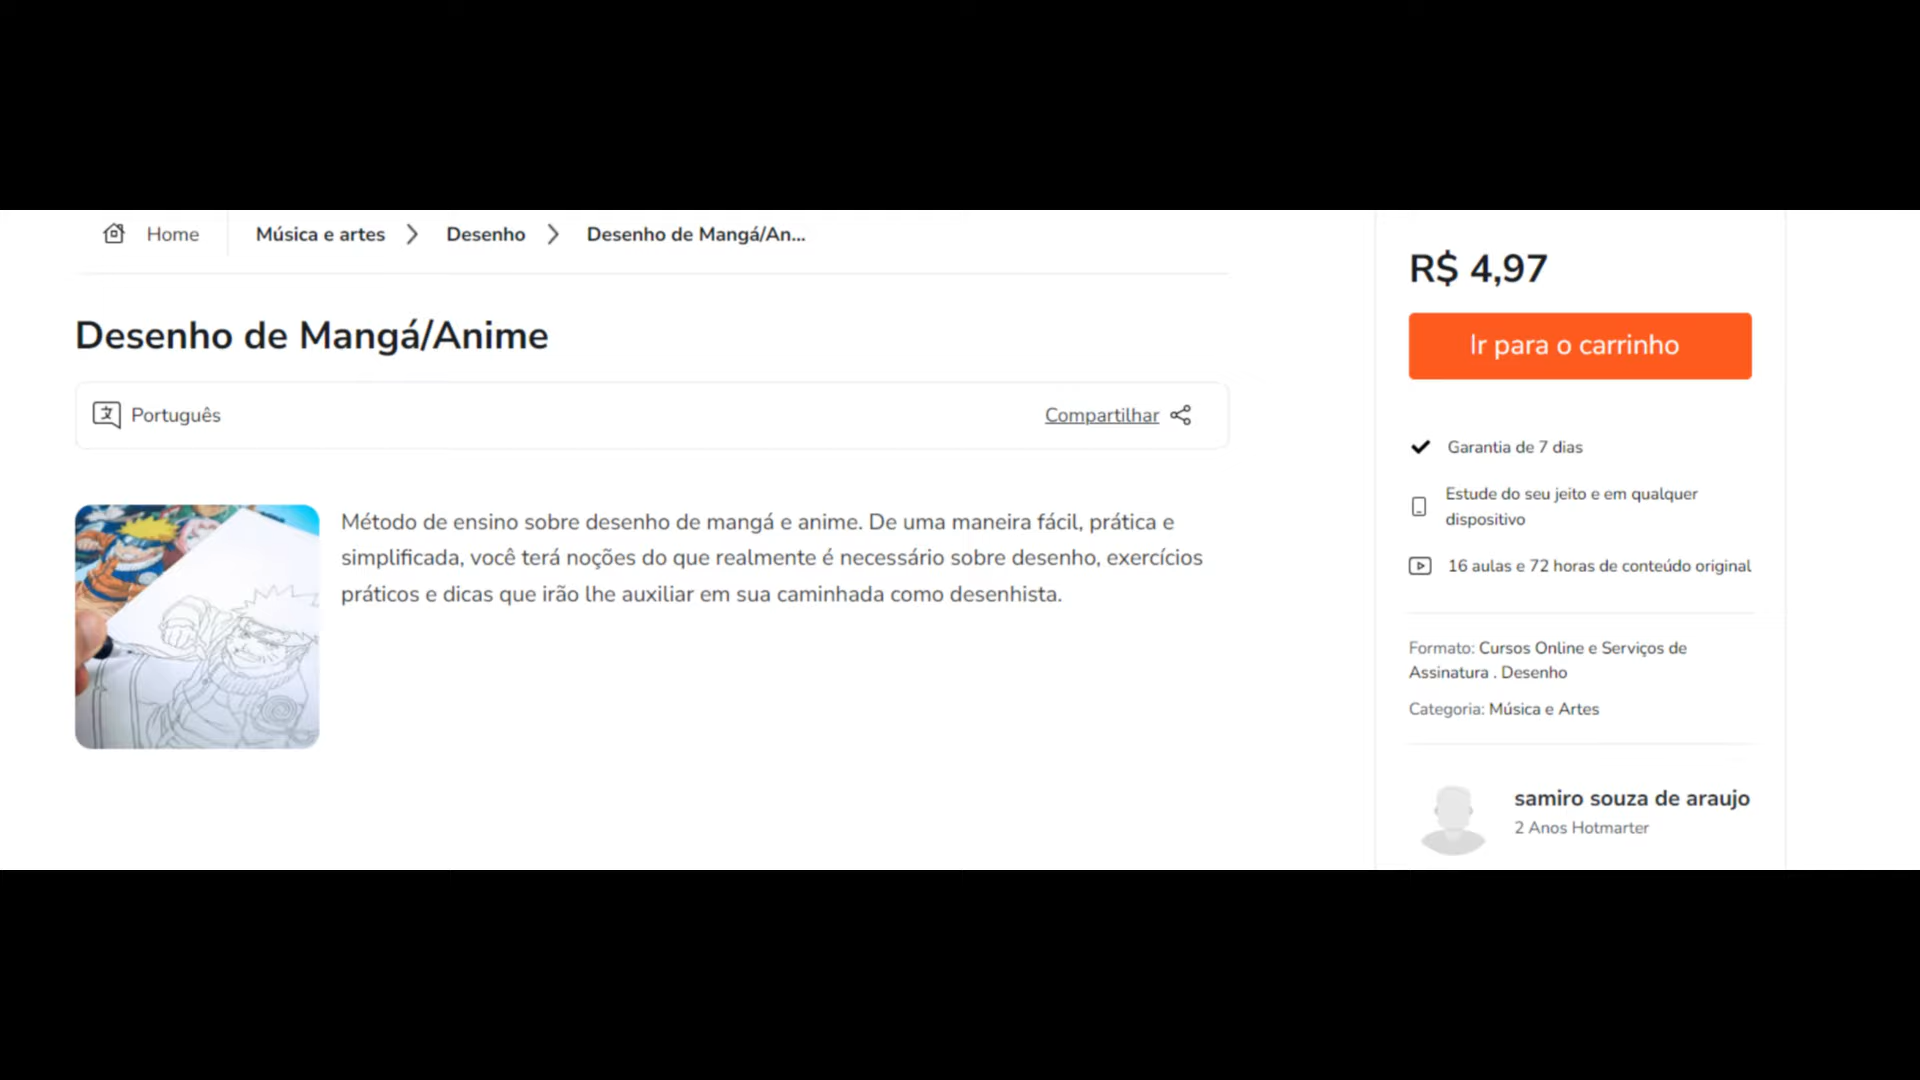 Home
Música e artes
Desenho
Desenho de Mangá/An...
Desenho de Mangá/Anime
Português
Compartilhar
Método de ensino sobre desenho de mangá e anime. De uma maneira fácil, prática e
simplificada, você terá noções do que realmente é necessário sobre desenho, exercícios
práticos e dicas que irão lhe auxiliar em sua caminhada como desenhista.
R$ 4,97
Ir para o carrinho
Garantia de 7 dias
Estude do seu jeito e em qualquer
dispositivo
16 aulas e 72 horas de conteúdo original
Formato: Cursos Online e Serviços de
Assinatura . Desenho
Categoria: Música e Artes
samiro souza de araujo
2 Anos Hotmarter